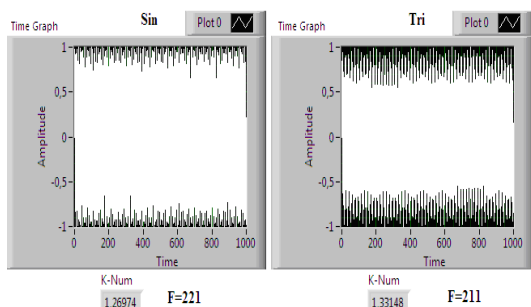 Time Graph Sin Plot 0
1
0,5
0
-0,5
-1
Amplitude
0 200 400 600 800 1000
Time
K-Num
1.26974 F=221
Time Graph Tri Plot 0
1
0,5
0
-0,5
-1
Amplitude
0 200 400 600 800 1000
Time
K-Num
1.33148 F=211